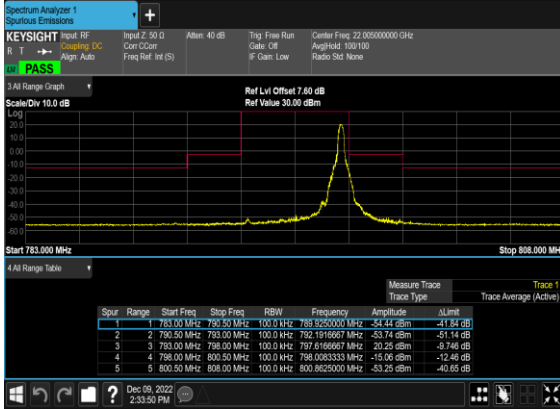 Spectrum Analyzer 1
Spurious Emissions
+
KEYSIGHT Input: RF Input Z: 50 Ω Atten: 40 dB Trig: Free Run Center Freq: 22.005000000 GHz
R T Coupling: DC Corr CCorr Gate: Off Avg|Hold: 100/100
Align: Auto Freq Ref: Int (S) IF Gain: Low Radio Std: None
PASS
3 All Range Graph
Ref Lvl Offset 7.60 dB
Scale/Div 10.0 dB Ref Value 30.00 dBm
Log
20.0
10.0
0.00
-10.0
-20.0
-30.0
-40.0
-50.0
-60.0
Start 783.000 MHz Stop 808.000 MH
4 All Range Table
Measure Trace Trace 1
Trace Type Trace Average (Active)
Spur Range Start Freq Stop Freq RBW Frequency Amplitude ΔLimit
1 1 783.00 MHz 790.50 MHz 100.0 kHz 789.9250000 MHz -54.44 dBm -41.84 dB
2 2 790.50 MHz 793.00 MHz 100.0 kHz 792.1916667 MHz -53.74 dBm -51.14 dB
3 3 793.00 MHz 798.00 MHz 100.0 kHz 797.6166667 MHz 20.25 dBm -9.746 dB
4 4 798.00 MHz 800.50 MHz 100.0 kHz 798.0083333 MHz -15.06 dBm -12.46 dB
5 5 800.50 MHz 808.00 MHz 100.0 kHz 800.8625000 MHz -53.25 dBm -40.65 dB
? Dec 09, 2022
2:33:50 PM